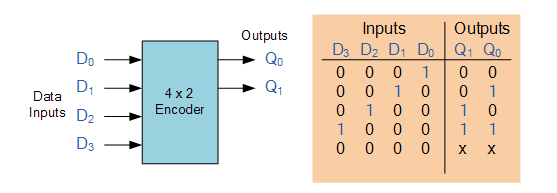 Data
Inputs
D0
D1
D2
D3
4 x 2
Encoder
Outputs
Q0
Q1
Inputs Outputs
D3 D2 D1 D0 Q1 Q0
0 0 0 1 0 0
0 0 1 0 0 1
0 1 0 0 1 0
1 0 0 0 1 1
0 0 0 0 x x